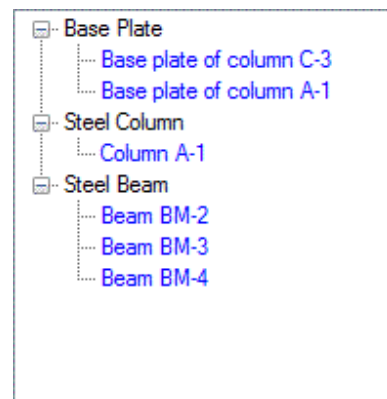 Base Plate
Base plate of column C-3
Base plate of column A-1
Steel Column
Column A-1
Steel Beam
Beam BM-2
Beam BM-3
Beam BM-4